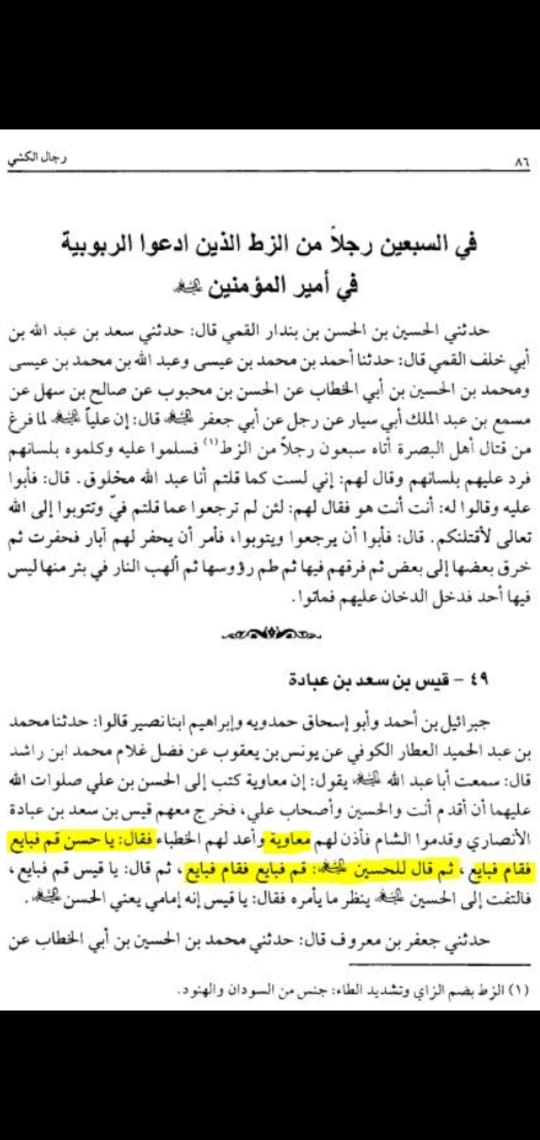 ٨٦
رجال الكشي
في السبعين رجلاً من الزط الذين ادعوا الربوبية
في أمير المؤمنين عليه السلام
حدثني الحسين بن الحسن بن بندار القمي قال: حدثني سعد بن عبد الله بن
أبي خلف القمي قال: حدثنا أحمد بن محمد بن عيسى وعبد الله بن محمد بن عيسى
ومحمد بن الحسين بن أبي الخطاب عن الحسن بن محبوب عن صالح بن سهل عن
مسمع بن عبد الملك أبي سيار عن رجل عن أبي جعفر عليه السلام قال: إن علياً عليه السلام لما فرغ
من قتال أهل البصرة أتاه سبعون رجلاً من الزط(١) فسلموا عليه وكلموه بلسانهم
فرد عليهم بلسانهم وقال لهم: إني لست كما قلتم أنا عبد الله مخلوق. قال: فأبوا
عليه وقالوا له: أنت أنت هو فقال لهم: لئن لم ترجعوا عما قلتم فيّ وتتوبوا إلى الله
تعالى لأقتلنكم. قال: فأبوا أن يرجعوا ويتوبوا، فأمر أن يحفر لهم آبار فحفرت ثم
خرق بعضها إلى بعض ثم فرقهم فيها ثم طم رؤوسها ثم ألهب النار في بئر منها ليس
فيها أحد فدخل الدخان عليهم فماتوا.
٤٩ - قيس بن سعد بن عبادة
جبرائيل بن أحمد وأبو إسحاق حمدويه وإبراهيم ابنا نصير قالوا: حدثنا محمد
بن عبد الحميد العطار الكوفي عن يونس بن يعقوب عن فضل غلام محمد ابن راشد
قال: سمعت أبا عبد الله عليه السلام يقول: إن معاوية كتب إلى الحسن بن علي صلوات الله
عليهما أن أقدم أنت والحسين وأصحاب علي، فخرج معهم قيس بن سعد بن عبادة
الأنصاري وقدموا الشام فأذن لهم معاوية وأعد لهم الخطباء فقال: يا حسن قم فبايع
فقام فبايع، ثم قال للحسين عليه السلام: قم فبايع فقام فبايع، ثم قال: يا قيس قم فبايع،
فالتفت إلى الحسين عليه السلام ينظر ما يأمره فقال: يا قيس إنه إمامي يعني الحسن عليه السلام.
حدثني جعفر بن معروف قال: حدثني محمد بن الحسين بن أبي الخطاب عن
(١) الزط بضم الزاي وتشديد الطاء: جنس من السودان والهنود.